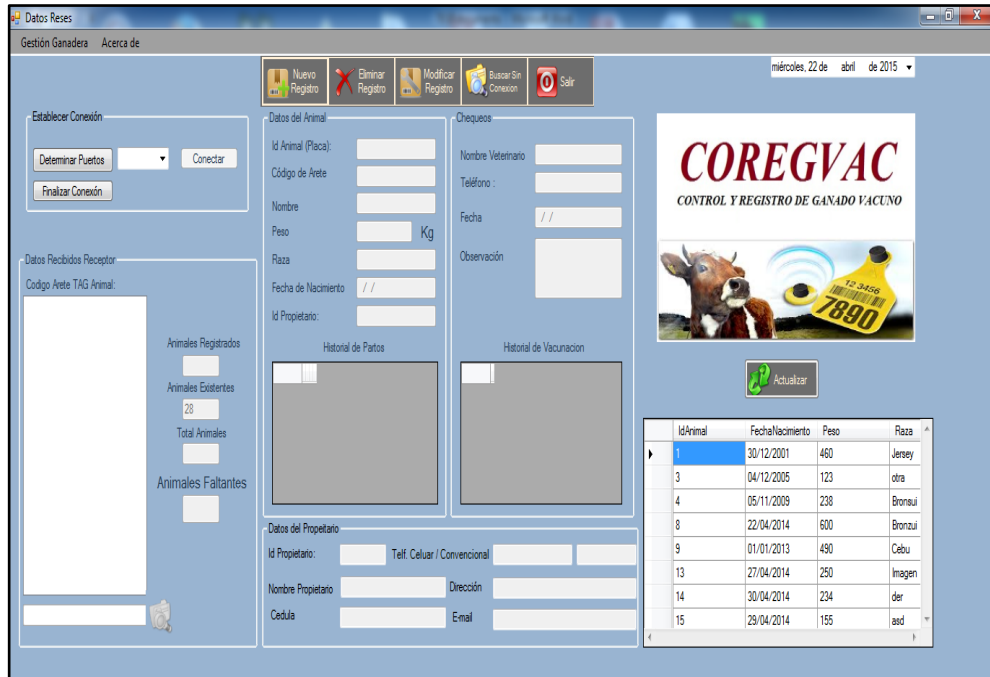 Datos Reses
Gestión Ganadera Acerca de
Nuevo Registro
Eliminar Registro
Modificar Registro
Buscar Sin Conexion
Salir
miércoles, 22 de abril de 2015
Establecer Conexión
Determinar Puertos
Conectar
Finalizar Conexón
Datos Recibidos Receptor
Codigo Arete TAG Animal:
Animales Registrados
Animales Existentes
28
Total Animales
Animales Faltantes
Datos del Animal
Id Animal (Placa):
Código de Arete
Nombre
Peso Kg
Raza
Fecha de Nacimiento / /
Id Propietario:
Historial de Partos
Chequeos
Nombre Veterinario
Teléfono :
Fecha / /
Observación
Historial de Vacunacion
Datos del Propeitario
Id Propietario: Telf. Celuar / Convencional
Nombre Propietario Dirección
Cedula E-mail
COREGVAC
CONTROL Y REGISTRO DE GANADO VACUNO
12 3456
7890
Actualizar
IdAnimal FechaNacimiento Peso Raza
1 30/12/2001 460 Jersey
3 04/12/2005 123 otra
4 05/11/2009 238 Bronsui
8 22/04/2014 600 Bronzui
9 01/01/2013 490 Cebu
13 27/04/2014 250 Imagen
14 30/04/2014 234 der
15 29/04/2014 155 asd